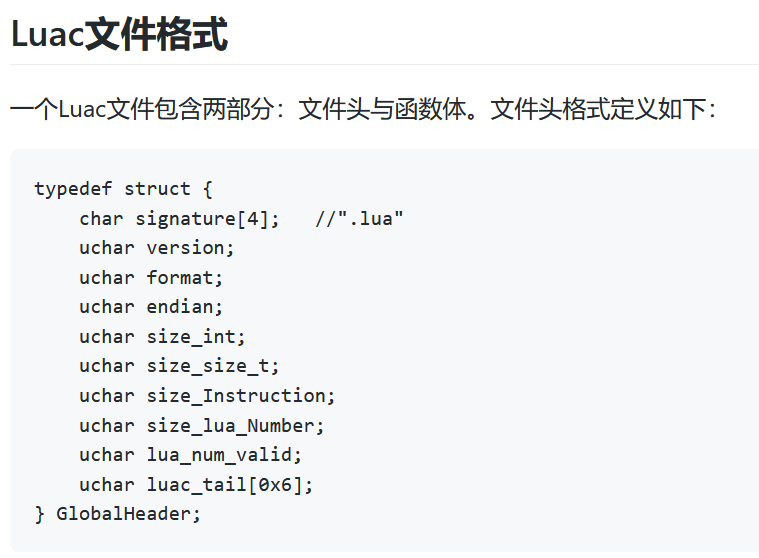 Luac文件格式
一个Luac文件包含两部分：文件头与函数体。文件头格式定义如下：
typedef struct {
    char signature[4];   //".lua"
    uchar version;
    uchar format;
    uchar endian;
    uchar size_int;
    uchar size_size_t;
    uchar size_Instruction;
    uchar size_lua_Number;
    uchar lua_num_valid;
    uchar luac_tail[0x6];
} GlobalHeader;